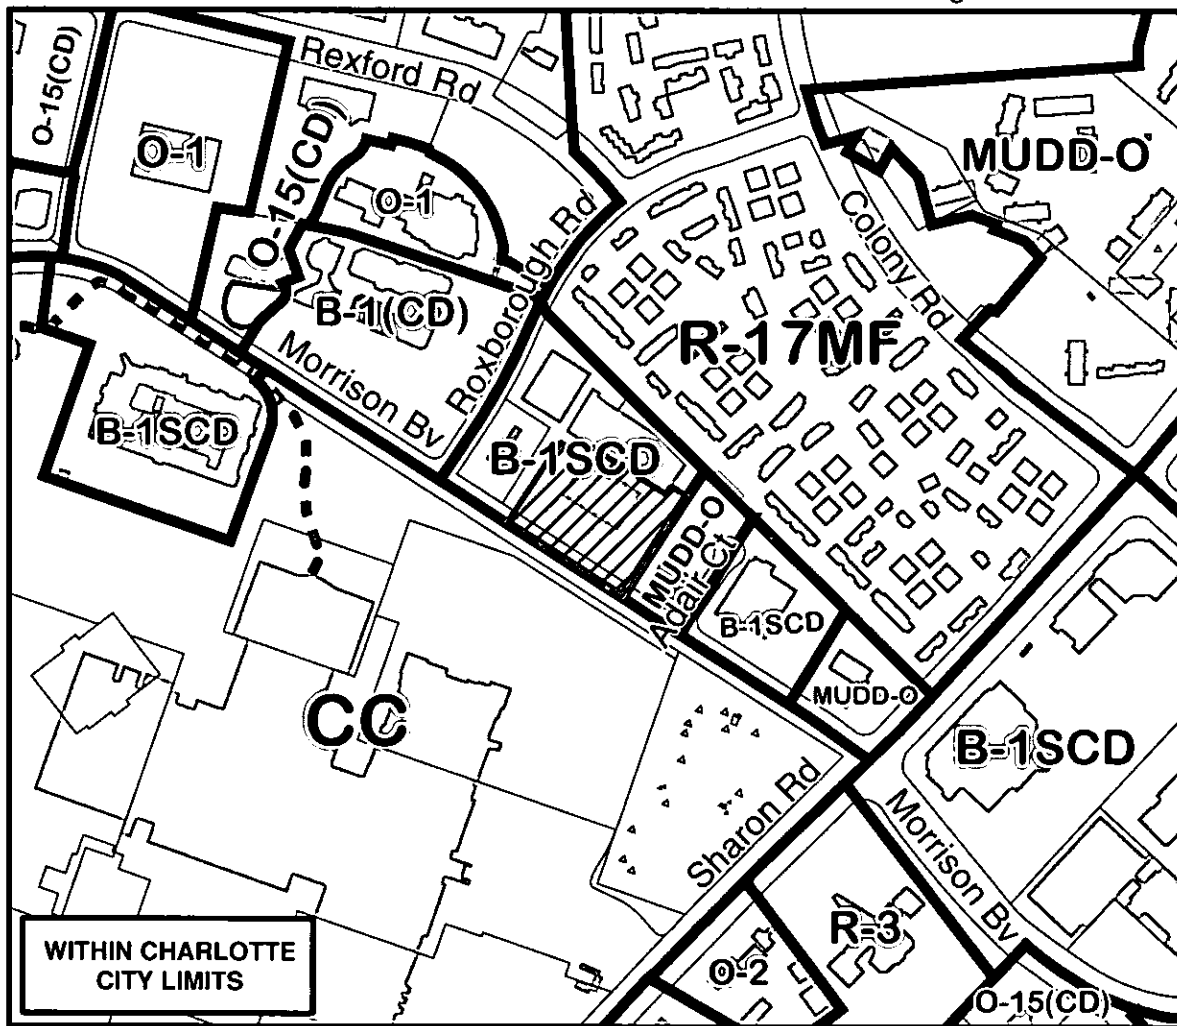 Rexford Rd
O-15(CD)
O-1
O-15(CD)
MUDD-O
O-1
Roxborough Rd
Colony Rd
B-1(CD)
R-17MF
Morrison Bv
B-1SCD
B-1SCD
MUDD-O
Adair Ct
B-1SCD
MUDD-O
CC
B-1SCD
Sharon Rd
Morrison Bv
R-3
WITHIN CHARLOTTE
CITY LIMITS
O-2
O-15(CD)